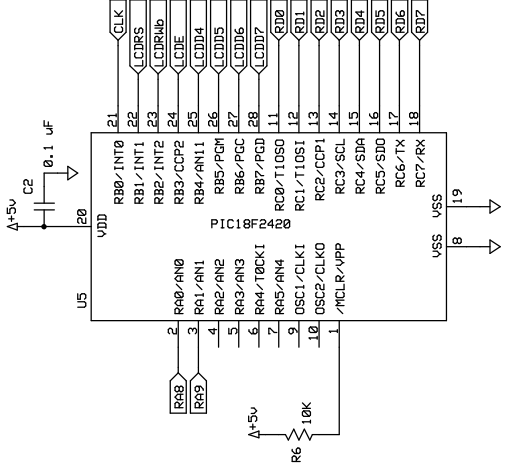 CLK
LCDRS
LCDRWb
LCDE
LCDD4
LCDD5
LCDD6
LCDD7
RD0
RD1
RD2
RD3
RD4
RD5
RD6
RD7
21
22
23
24
25
26
27
28
11
12
13
14
15
16
17
18
RB0/INT0
RB1/INT1
RB2/INT2
RB3/CCP2
RB4/AN11
RB5/PGM
RB6/PGC
RB7/PGD
RC0/T1OSO
RC1/T1OSI
RC2/CCP1
RC3/SCL
RC4/SDA
RC5/SDO
RC6/TX
RC7/RX
0.1 uF
C2
+5v
20
VDD
PIC18F2420
VSS
19
VSS
8
U5
RA0/AN0
RA1/AN1
RA2/AN2
RA3/AN3
RA4/T0CKI
RA5/AN4
OSC1/CLKI
OSC2/CLKO
/MCLR/VPP
2
3
4
5
6
7
9
10
1
RA8
RA9
+5v
10K
R6